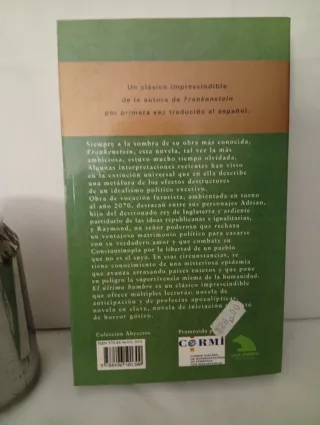 Un clásico imprescindible
de la autora de Frankenstein
por primera vez traducido al español.
Siempre a la sombra de su obra más conocida,
Frankenstein, esta novela, tal vez la más
ambiciosa, estuvo mucho tiempo olvidada.
Algunas interpretaciones recientes han visto
en la extinción universal que en ella describe
una metáfora de los efectos destructores
de un idealismo político excesivo.
Obra de vocación futurista, ambientada en torno
al año 2070, destacan entre sus personajes Adrian,
hijo del destronado rey de Inglaterra y ardiente
partidario de las ideas republicanas e igualitarias,
y Raymond, un señor poderoso que rechaza
un ventajoso matrimonio político para casarse
con su verdadero amor y que combate en
Constantinopla por la libertad de un pueblo
que no es el suyo. En esas circunstancias, se
tiene conocimiento de una misteriosa epidemia
que avanza arrasando países enteros y que pone
en peligro la supervivencia misma de la humanidad.
El último hombre es un clásico imprescindible
que ofrece múltiples lecturas: novela de
anticipación y de profecías apocalípticas,
novela en clave, novela de iniciación
de horror gótico.
Colección Abyectos
Promovido
CERMI